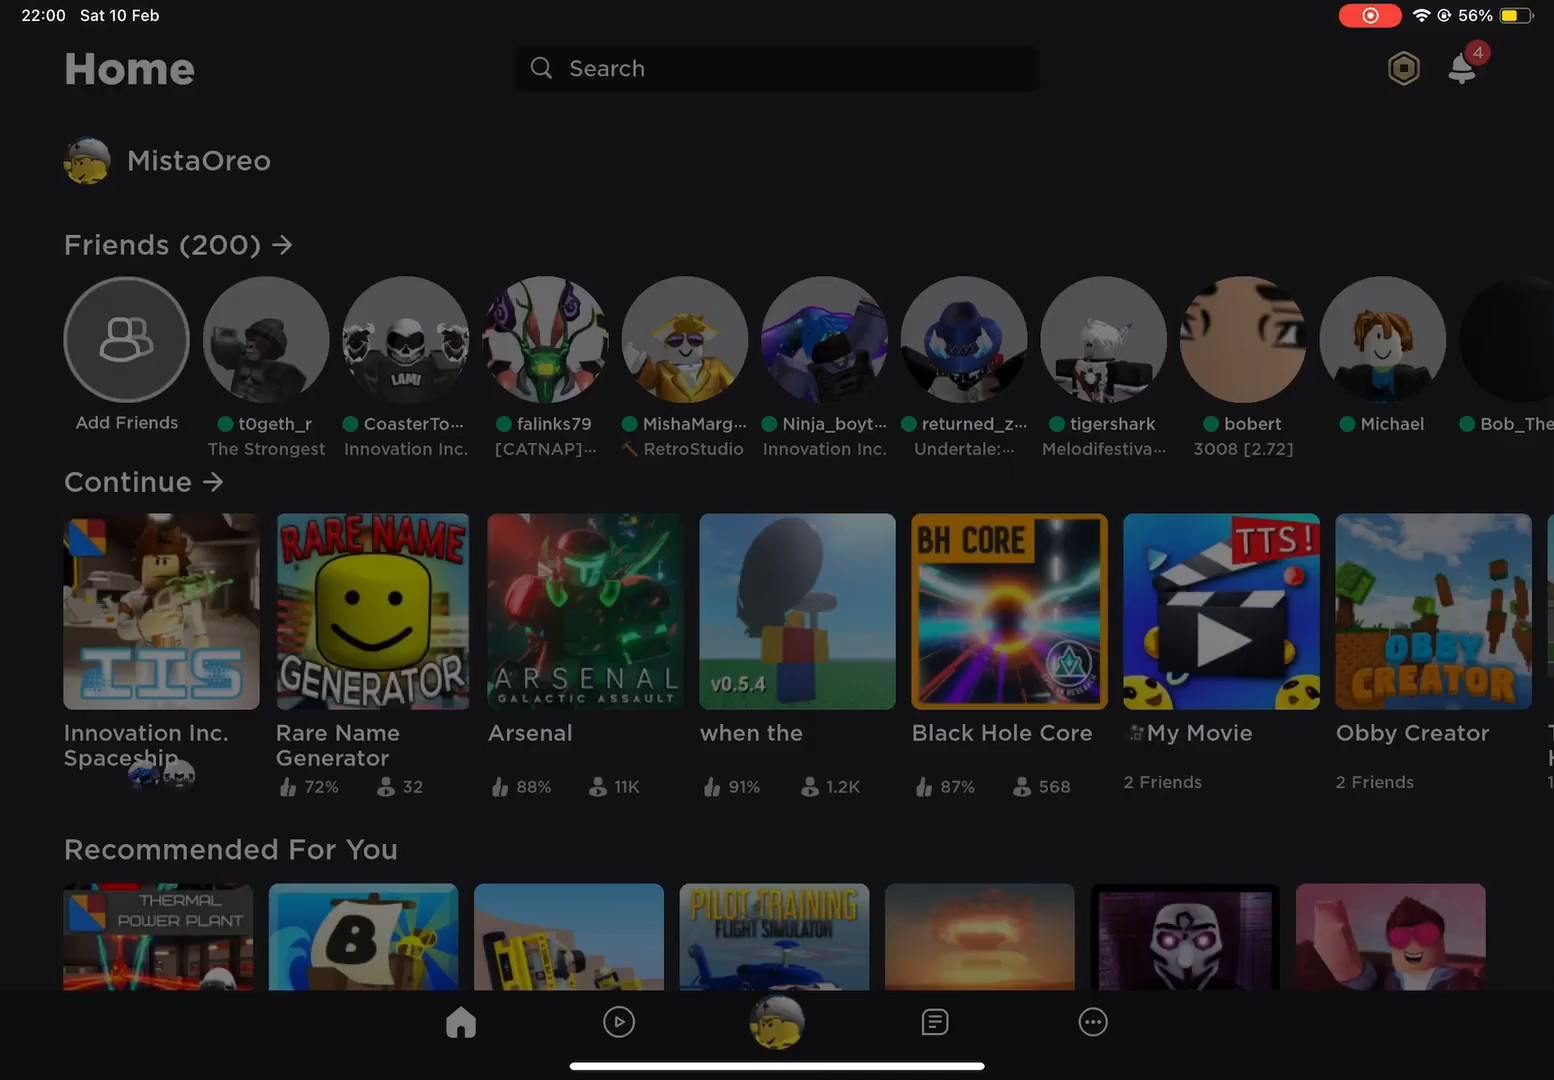 22:00 Sat 10 Feb
56%
Home
Search
4
MistaOreo
Friends (200) →
LAMI
Add Friends
t0geth_r
CoasterTo...
falinks79
MishaMarg...
Ninja_boyt...
returned_z...
tigershark
bobert
Michael
Bob_The
The Strongest
Innovation Inc.
[CATNAP]...
RetroStudio
Innovation Inc.
Undertale:...
Melodifestiva...
3008 [2.72]
Continue →
IIS
RARE NAME
GENERATOR
ARSENAL
GALACTIC ASSAULT
v0.5.4
BH CORE
TTS!
OBBY
CREATOR
Innovation Inc.
Spaceship
Rare Name
Generator
72% 32
Arsenal
88% 11K
when the
91% 1.2K
Black Hole Core
87% 568
My Movie
2 Friends
Obby Creator
2 Friends
Recommended For You
THERMAL
POWER PLANT
B
PILOT TRAINING
FLIGHT SIMULATOR